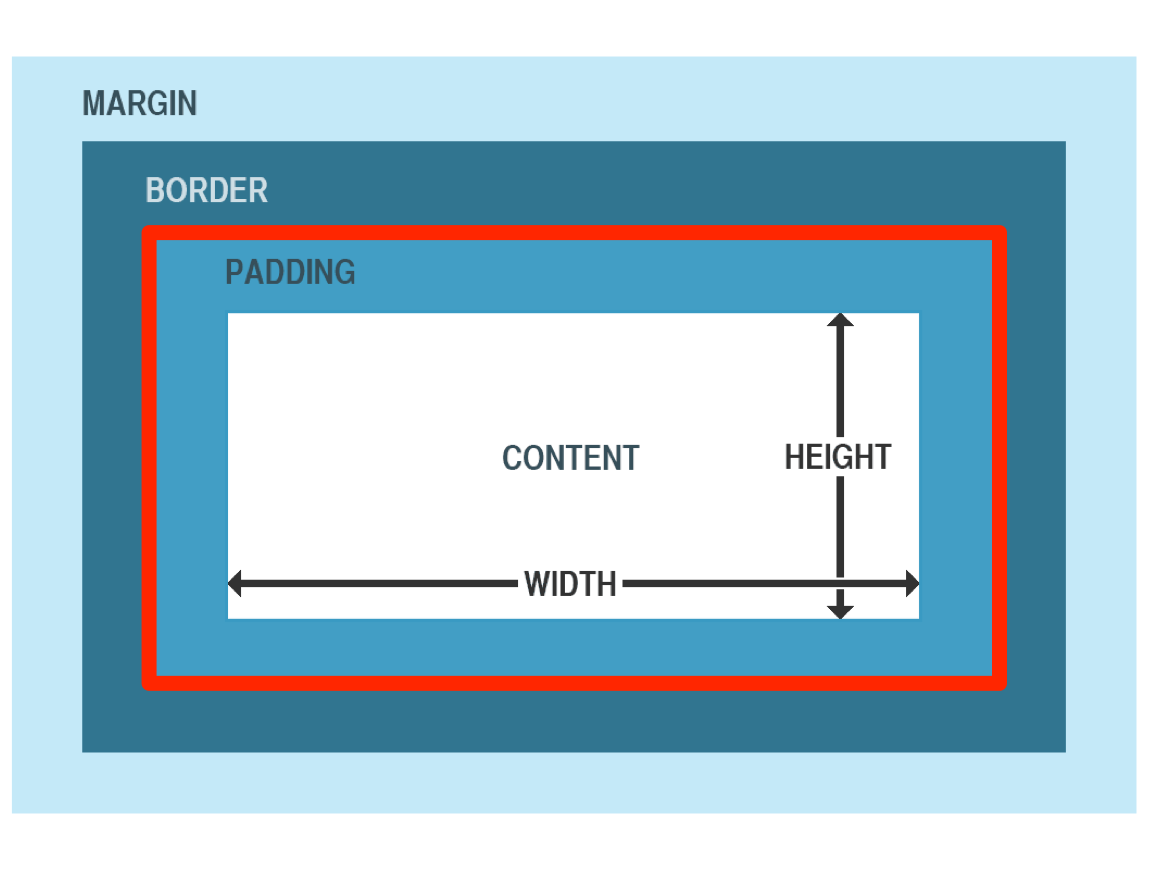 MARGIN
BORDER
PADDING
CONTENT
HEIGHT
WIDTH